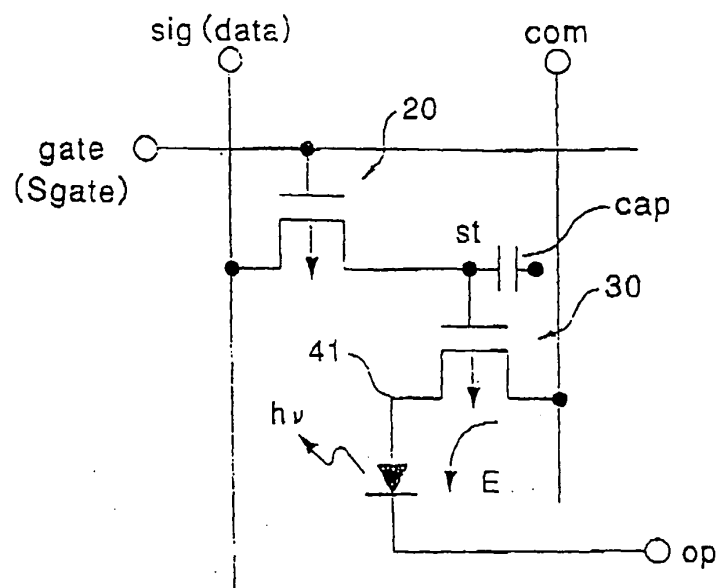 sig (data)
com
20
gate
(Sgate)
cap
st
30
41
hν
E
op